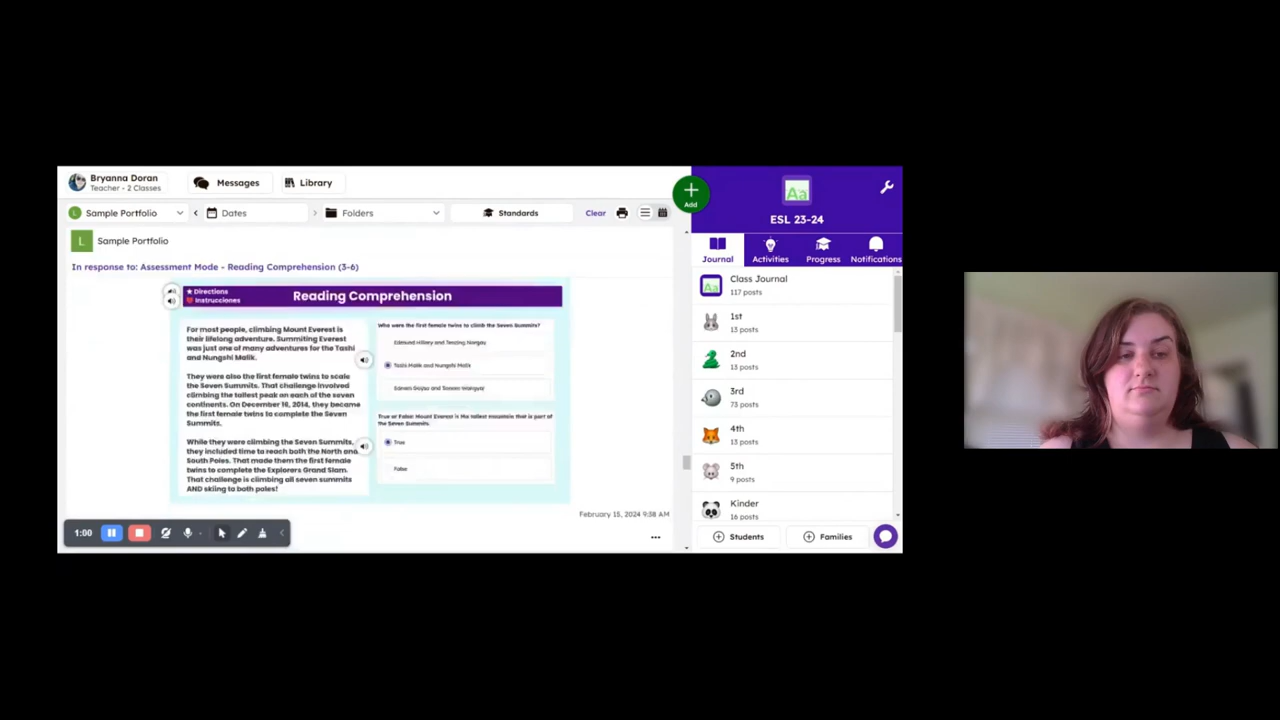 Bryanna Doran
Teacher - 2 Classes
Messages
Library
Add
Sample Portfolio
Dates
Folders
Standards
Clear
Sample Portfolio
L
Sample Portfolio
In response to: Assessment Mode - Reading Comprehension (3-6)
Directions
Instrucciones
Reading Comprehension
For most people, climbing Mount Everest is
their lifelong adventure. Summiting Everest
was just one of many adventures for the Tashi
and Nungshi Malik.
They were also the first female twins to scale
the Seven Summits. That challenge involved
climbing the tallest peak on each of the seven
continents. On December 16, 2014, they became
the first female twins to complete the Seven
Summits.
While they were climbing the Seven Summits,
they included time to reach both the North and
South Poles. That made them the first female
twins to complete the Explorers Grand Slam.
That challenge is climbing all seven summits
AND skiing to both poles!
Who were the first female twins to climb the Seven Summits?
Edmund Hillary and Tenzing Norgay
Tashi Malik and Nungshi Malik
True or False: Mount Everest is the tallest mountain that is part of
the Seven Summits.
True
False
February 15, 2024 9:38 AM
1:00
Aa
ESL 23-24
Journal
Activities
Progress
Notifications
Aa
Class Journal
117 posts
1st
13 posts
2nd
13 posts
3rd
73 posts
4th
13 posts
5th
9 posts
Kinder
16 posts
Students
Families